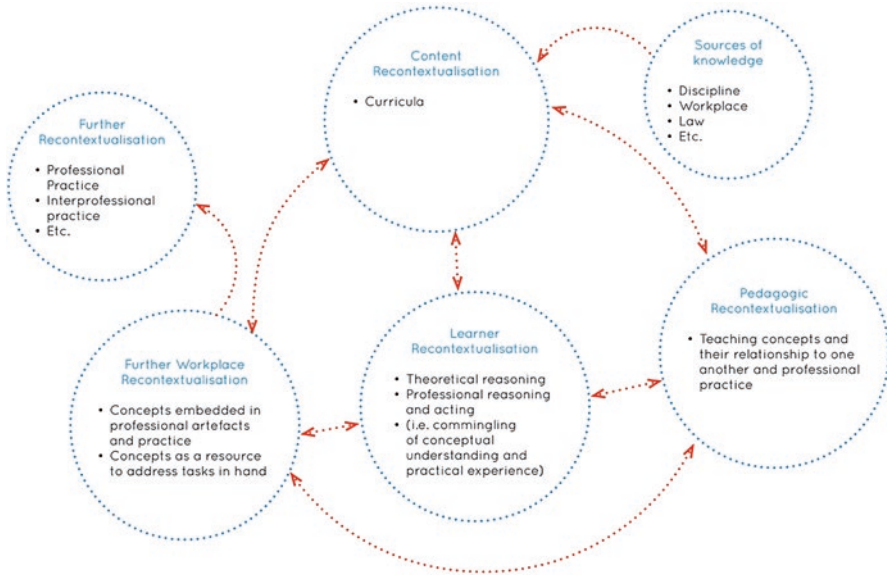 Content
Recontextualisation
• Curricula
Sources of
knowledge
• Discipline
• Workplace
• Law
• Etc.
Further
Recontextualisation
• Professional
Practice
• Interprofessional
practice
• Etc.
Pedagogic
Recontextualisation
• Teaching concepts and
their relationship to one
another and professional
practice
Learner
Recontextualisation
• Theoretical reasoning
• Professional reasoning
and acting
• (i.e. commingling
of conceptual
understanding and
practical experience)
Further Workplace
Recontextualisation
• Concepts embedded in
professional artefacts
and practice
• Concepts as a resource
to address tasks in hand